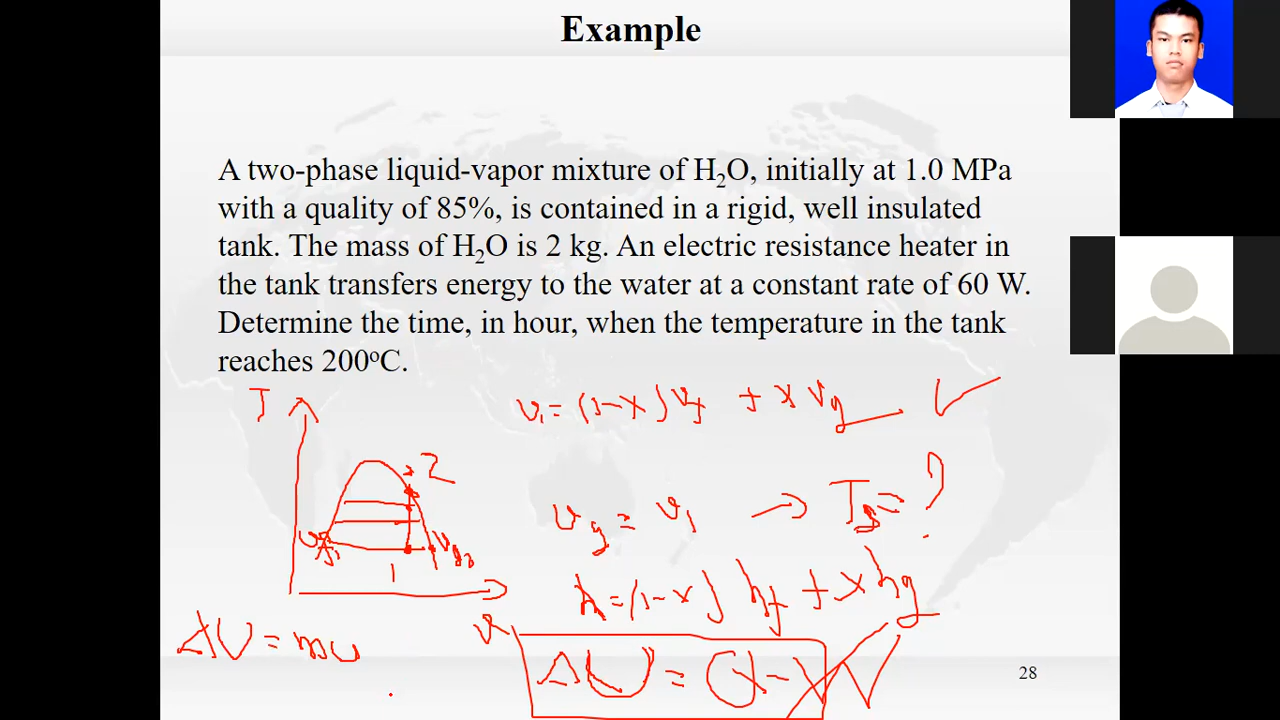 Example
A two-phase liquid-vapor mixture of H₂O, initially at 1.0 MPa
with a quality of 85%, is contained in a rigid, well insulated
tank. The mass of H₂O is 2 kg. An electric resistance heater in
the tank transfers energy to the water at a constant rate of 60 W.
Determine the time, in hour, when the temperature in the tank
reaches 200ºC.
T
v₁ = (1-x) vf + x vg
2
vg = v₁ → Tg = ?
1
h = (1-x) hf + x hg
v
ΔU = mu
ΔU = Q - W
28